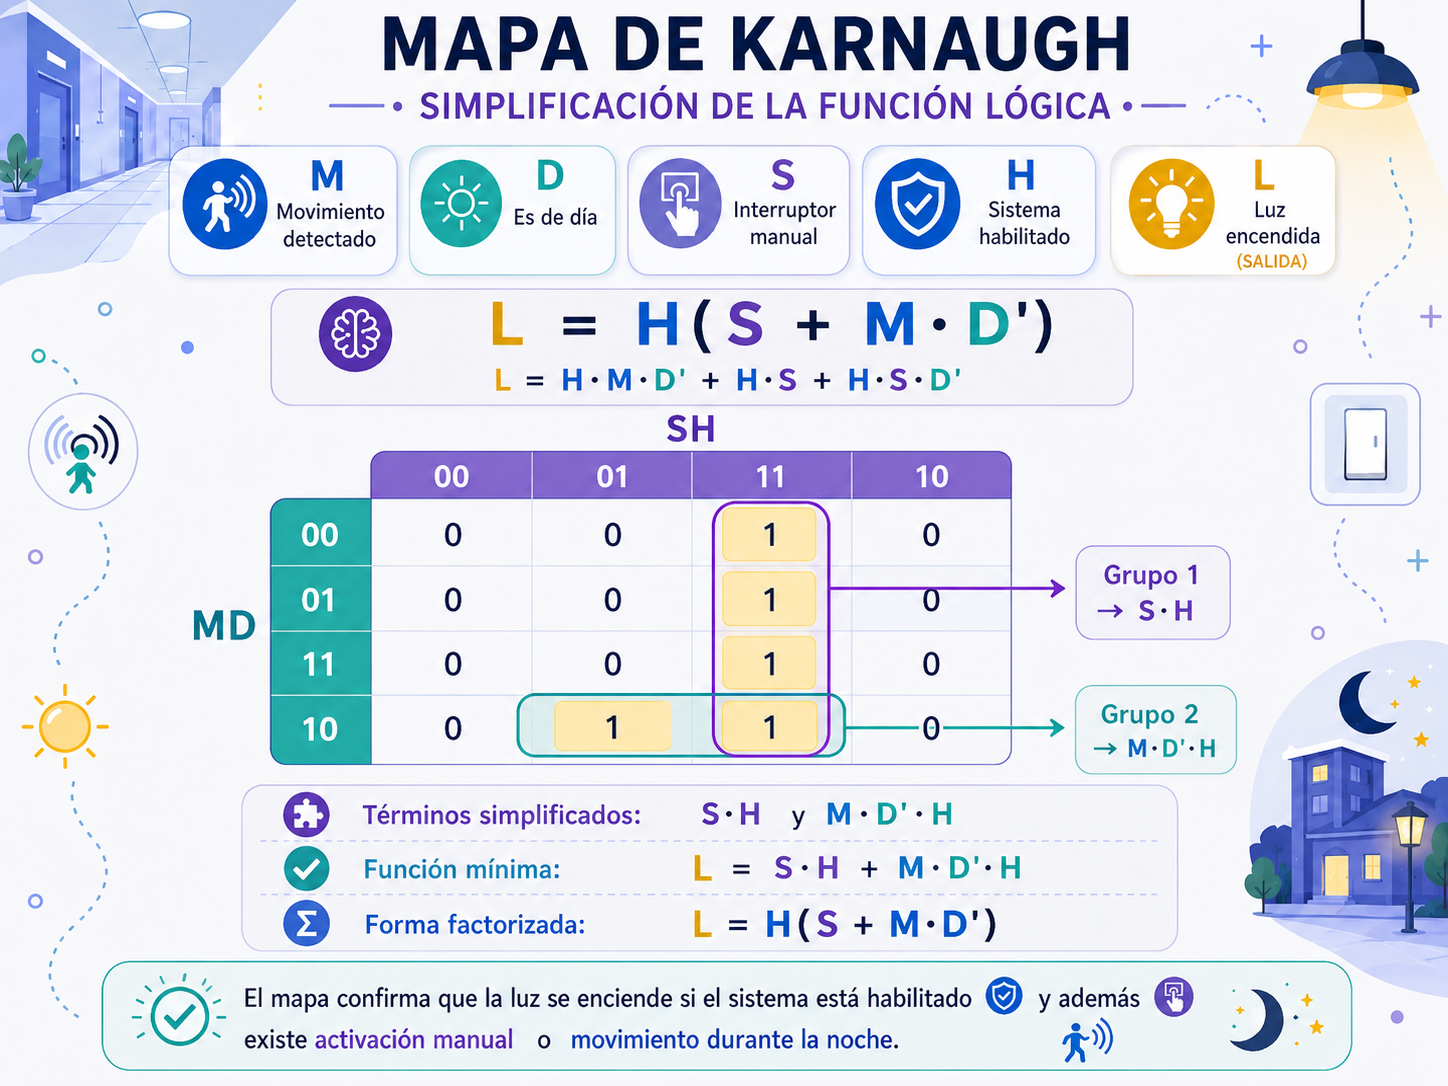 MAPA DE KARNAUGH
• SIMPLIFICACIÓN DE LA FUNCIÓN LÓGICA •
M
Movimiento
detectado
D
Es de día
S
Interruptor
manual
H
Sistema
habilitado
L
Luz
encendida
(SALIDA)
L = H(S + M·D')
L = H·M·D' + H·S + H·S·D'
SH
00 01 11 10
MD
00 0 0 1 0
01 0 0 1 0
11 0 0 1 0
10 0 1 1 0
Grupo 1
→ S·H
Grupo 2
→ M·D'·H
Términos simplificados: S·H y M·D'·H
Función mínima: L = S·H + M·D'·H
Σ Forma factorizada: L = H(S + M·D')
El mapa confirma que la luz se enciende si el sistema está habilitado y además
existe activación manual o movimiento durante la noche.